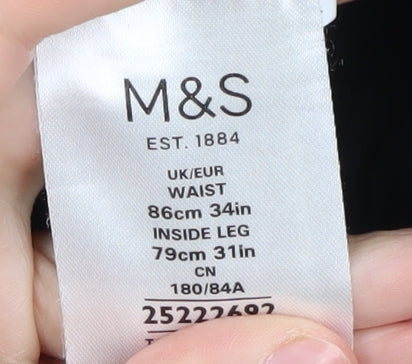 M&S
EST. 1884
UK/EUR
WAIST
86cm 34in
INSIDE LEG
79cm 31in
CN
180/84A
25222692